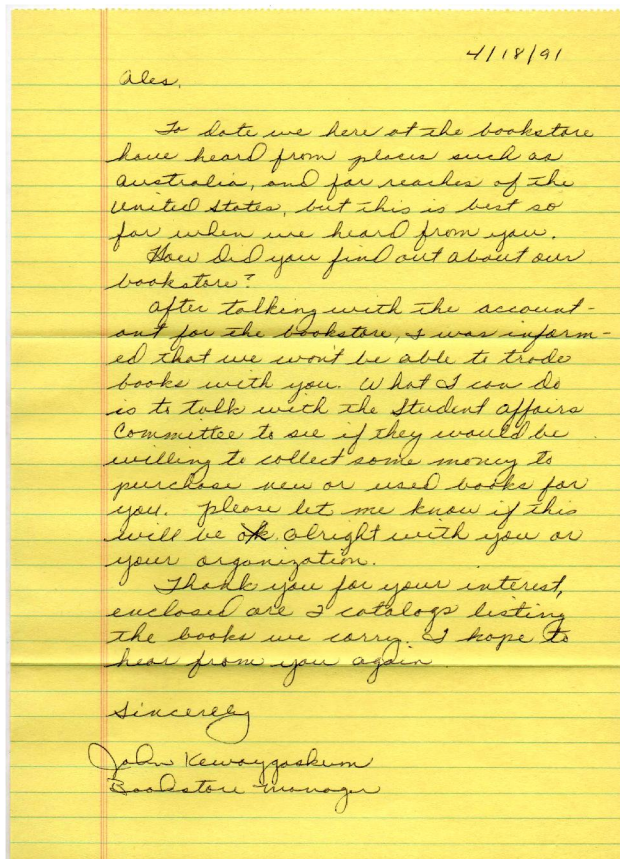 4/18/91
Ales,
To date we here at the bookstore
have heard from places such as
Australia, and far reaches of the
United States, but this is best so
far when we heard from you.
How did you find out about our
bookstore?
After talking with the account-
ant for the bookstore, I was inform-
ed that we won't be able to trade
books with you. What I can do
is to talk with the Student Affairs
Committee to see if they would be
willing to collect some money to
purchase new or used books for
you. Please let me know if this
will be ok alright with you or
your organization.
Thank you for your interest,
enclosed are 2 catalogs listing
the books we carry. I hope to
hear from you again.
Sincerely
John Kewaygoshkum
Bookstore Manager